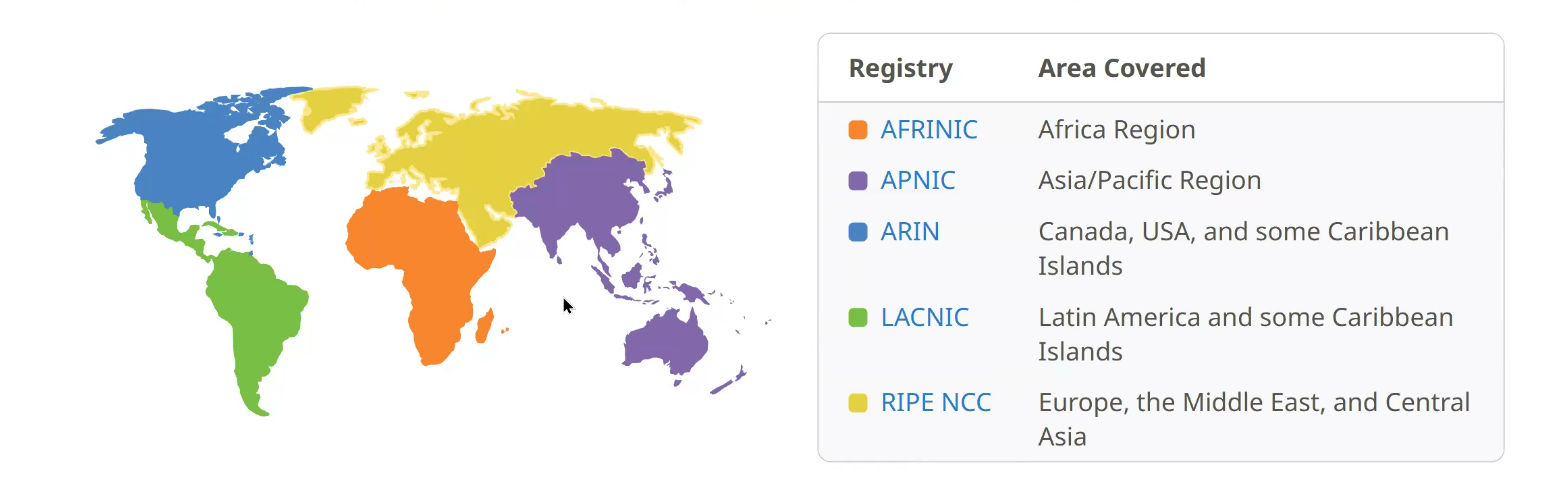 Registry Area Covered
AFRINIC Africa Region
APNIC Asia/Pacific Region
ARIN Canada, USA, and some Caribbean
Islands
LACNIC Latin America and some Caribbean
Islands
RIPE NCC Europe, the Middle East, and Central
Asia